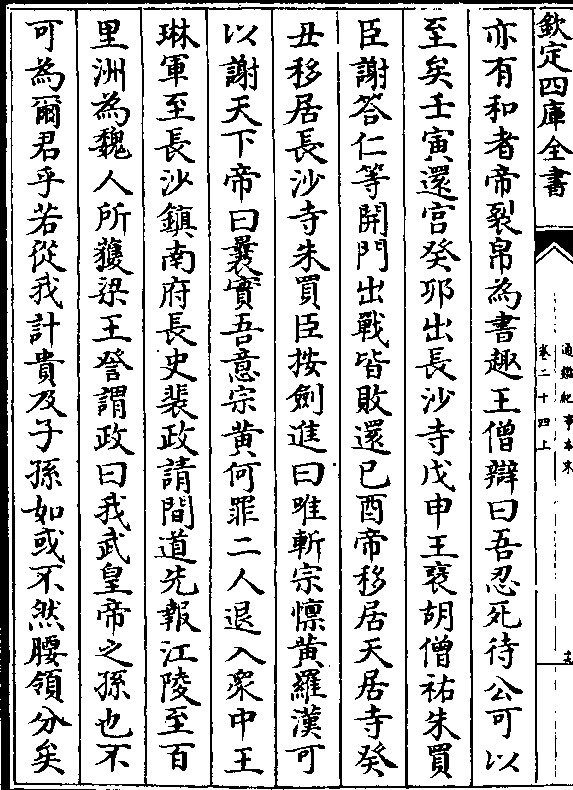 欽定四庫全書
通鑑紀事本末
卷二十四上
亦有和者帝裂帛為書趣王僧辯曰吾忍死待公可以
至矣壬寅還宫癸夘出長沙寺戊申王裒胡僧祐朱買
臣謝答仁等開門出戰皆敗還己酉帝移居天居寺癸
丑移居長沙寺朱買臣按劍進曰唯斬宗懍黄羅漢可
以謝天下帝曰曩實吾意宗黄何罪二人退入衆中王
琳軍至長沙鎮南府長史裴政請間道先報江陵至百
里洲為魏人所獲梁王詧謂政曰我武皇帝之孫也不
可為爾君乎若從我計貴及子孫如或不然腰領分矣